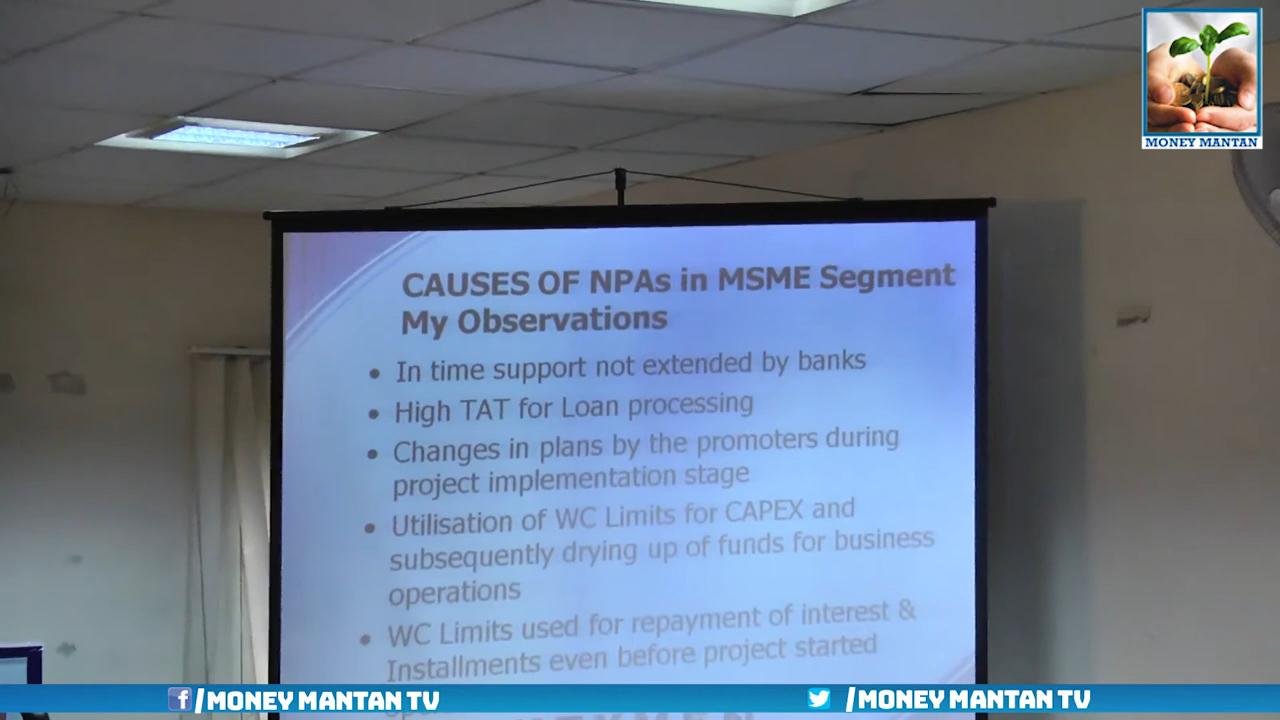 MONEY MANTAN
CAUSES OF NPAs in MSME Segment
My Observations
• In time support not extended by banks
• High TAT for Loan processing
• Changes in plans by the promoters during
project implementation stage
• Utilisation of WC Limits for CAPEX and
subsequently drying up of funds for business
operations
• WC Limits used for repayment of interest &
Installments even before project started
/MONEY MANTAN TV
/MONEY MANTAN TV